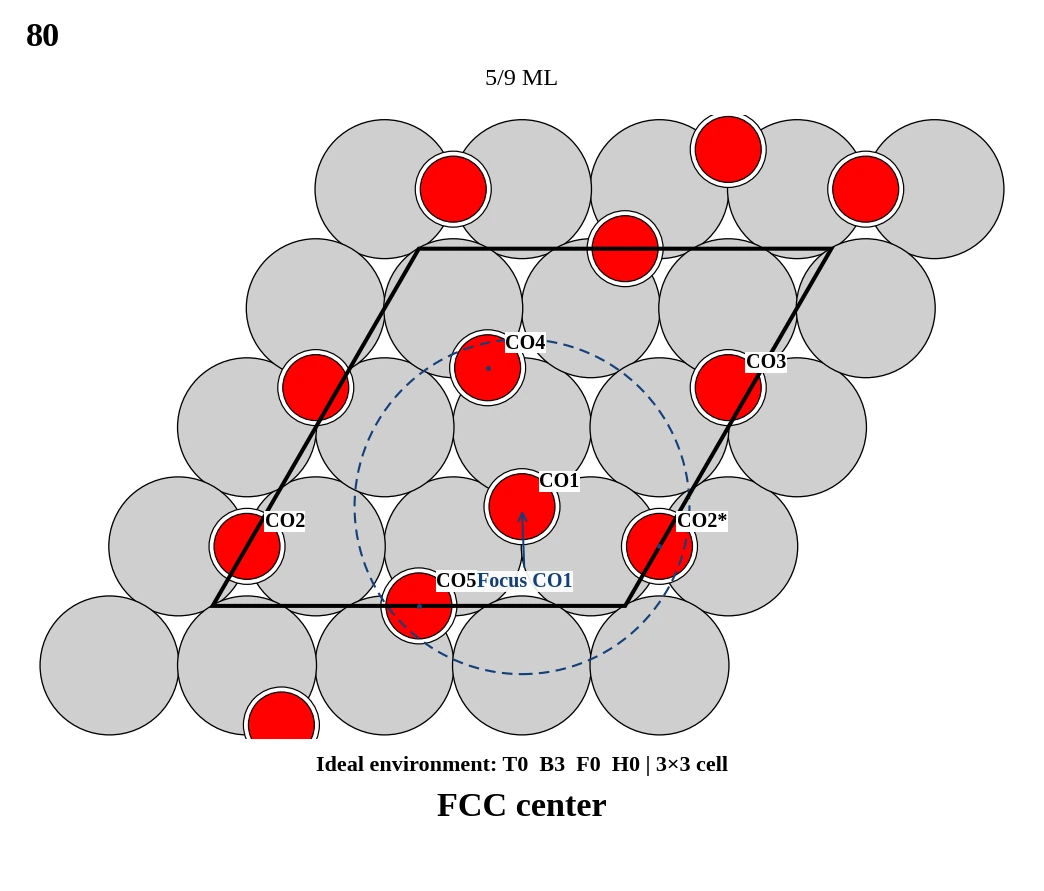 80
5/9 ML
CO4
CO3
CO1
CO2
CO2*
CO5
Focus CO1
Ideal environment: T0 B3 F0 H0 | 3×3 cell
FCC center